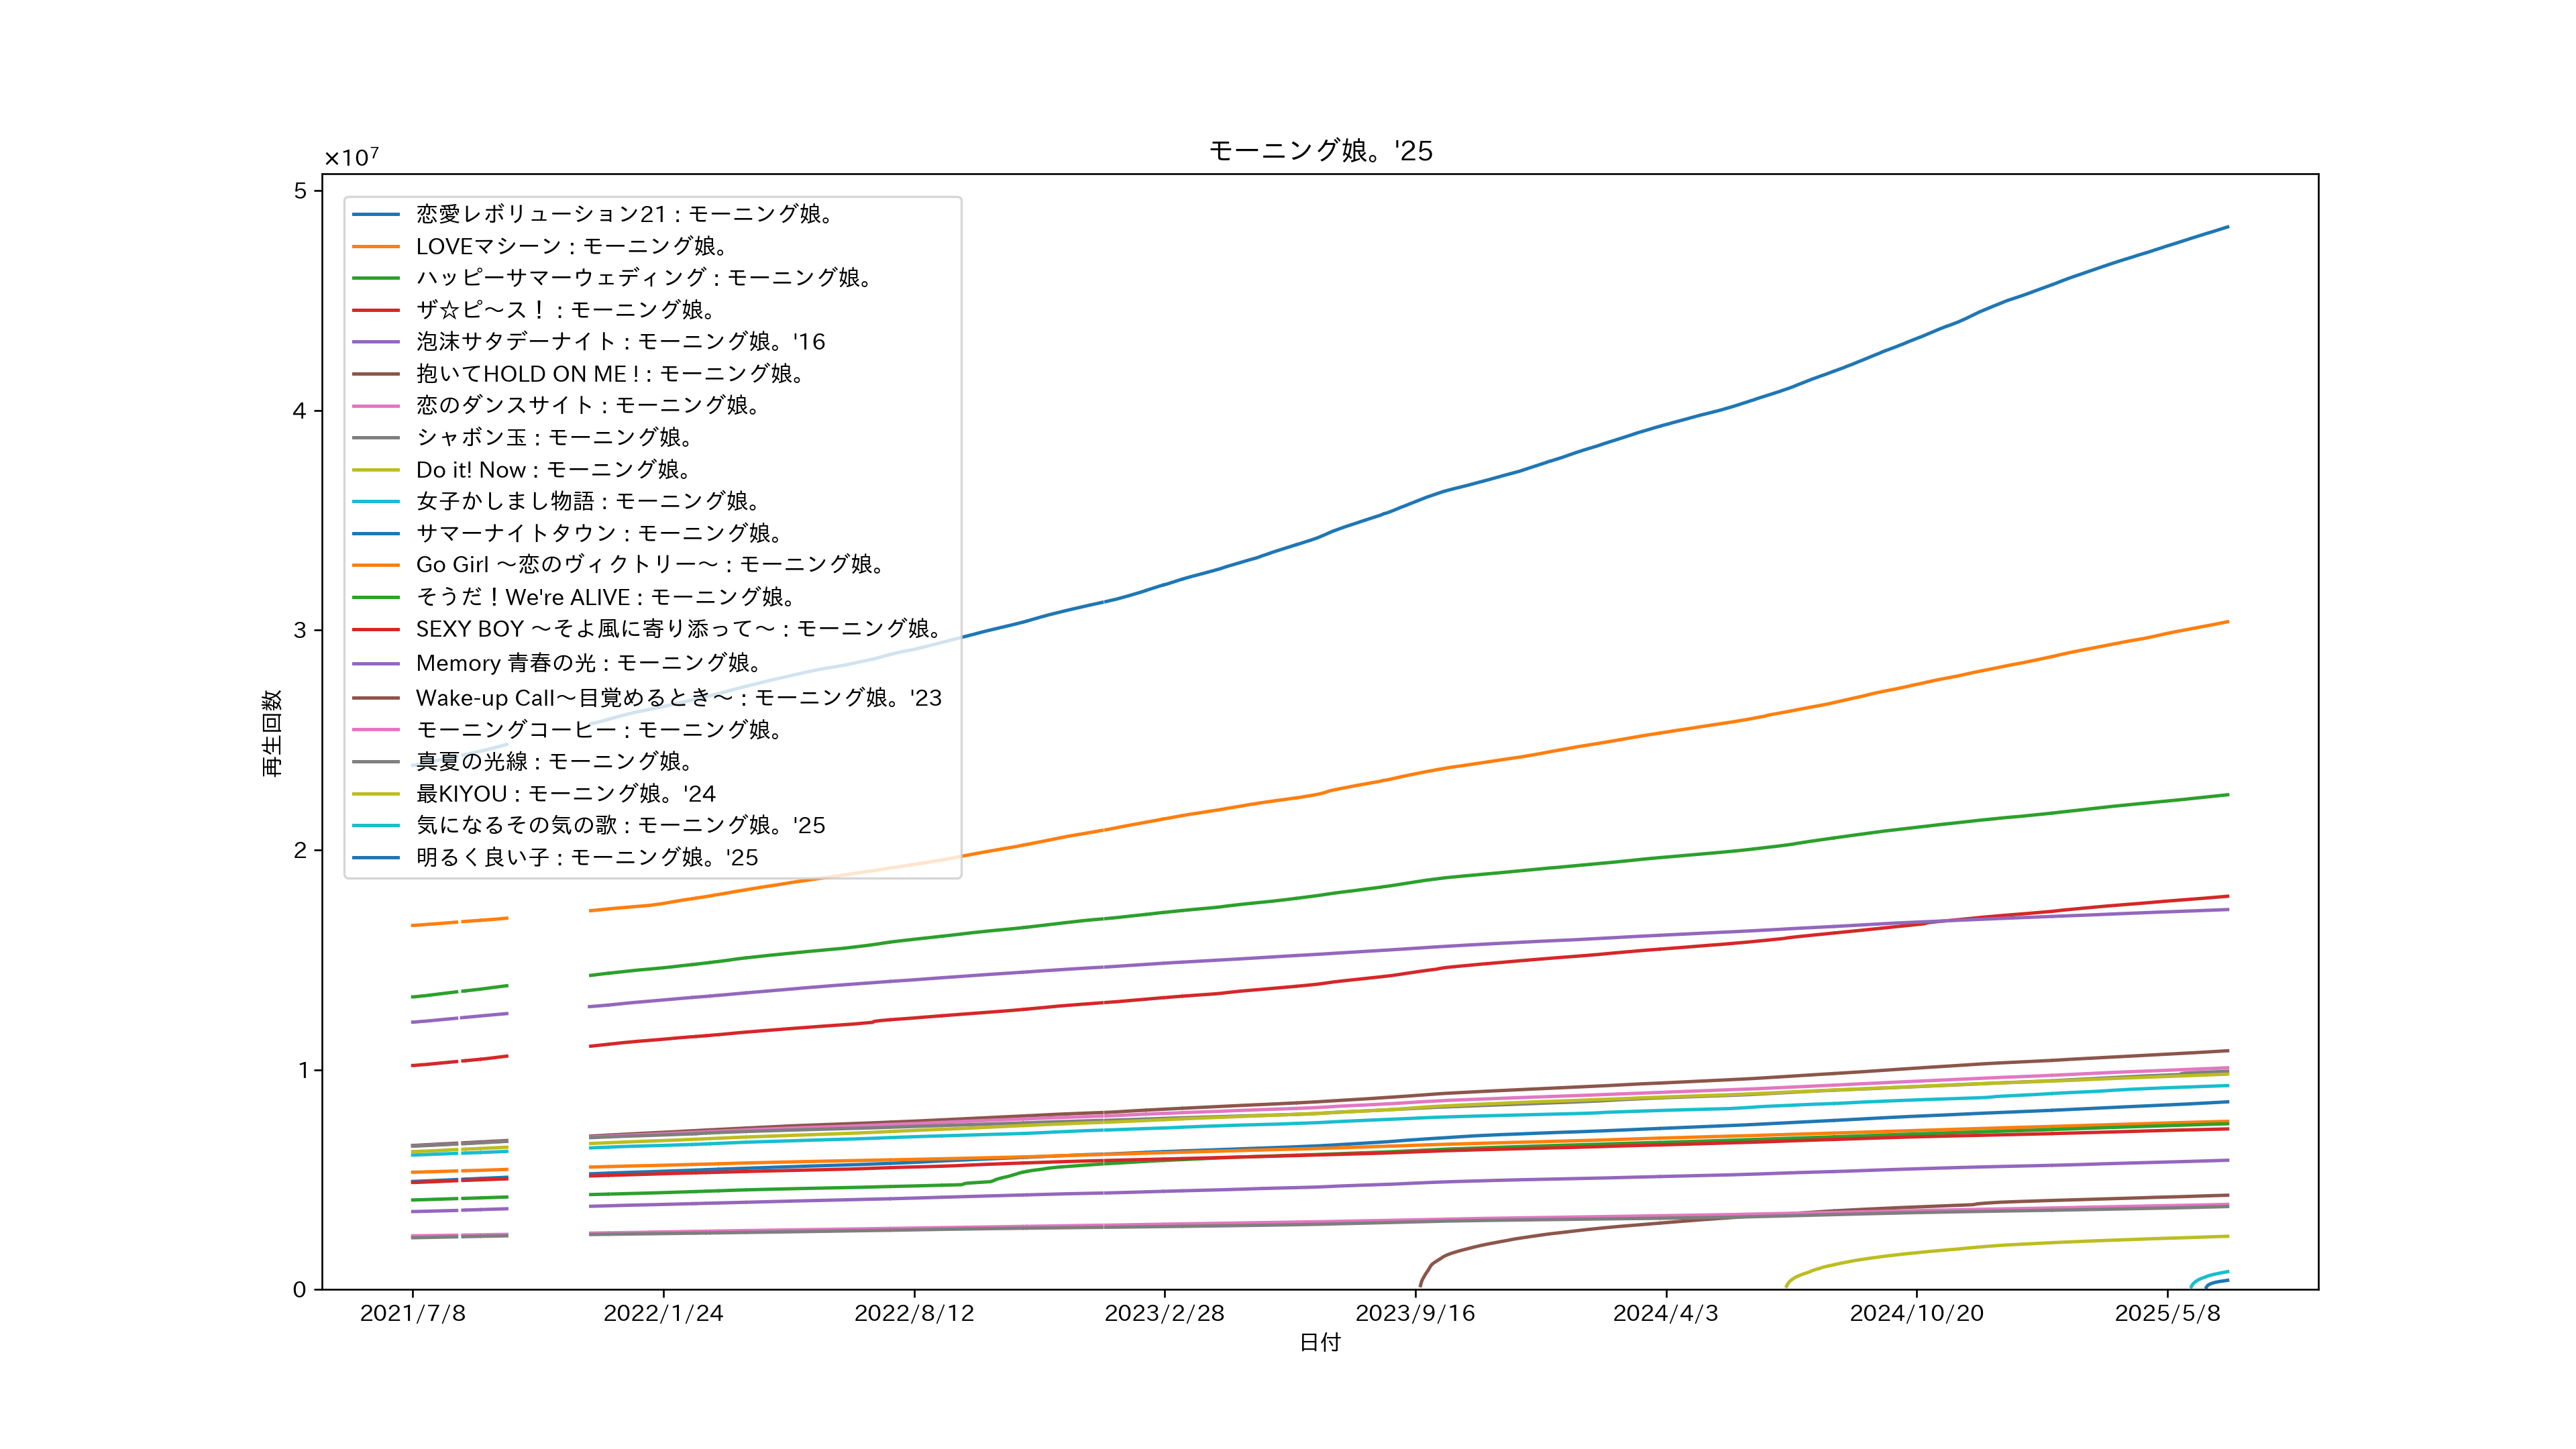 モーニング娘。'25
×10⁷
5
4
3
2
1
0
再生回数
恋愛レボリューション21 : モーニング娘。
LOVEマシーン : モーニング娘。
ハッピーサマーウェディング : モーニング娘。
ザ☆ピ〜ス！ : モーニング娘。
泡沫サタデーナイト : モーニング娘。'16
抱いてHOLD ON ME ! : モーニング娘。
恋のダンスサイト : モーニング娘。
シャボン玉 : モーニング娘。
Do it! Now : モーニング娘。
女子かしまし物語 : モーニング娘。
サマーナイトタウン : モーニング娘。
Go Girl 〜恋のヴィクトリー〜 : モーニング娘。
そうだ！We're ALIVE : モーニング娘。
SEXY BOY 〜そよ風に寄り添って〜 : モーニング娘。
Memory 青春の光 : モーニング娘。
Wake-up Call〜目覚めるとき〜 : モーニング娘。'23
モーニングコーヒー : モーニング娘。
真夏の光線 : モーニング娘。
最KIYOU : モーニング娘。'24
気になるその気の歌 : モーニング娘。'25
明るく良い子 : モーニング娘。'25
2021/7/8 2022/1/24 2022/8/12 2023/2/28 2023/9/16 2024/4/3 2024/10/20 2025/5/8
日付